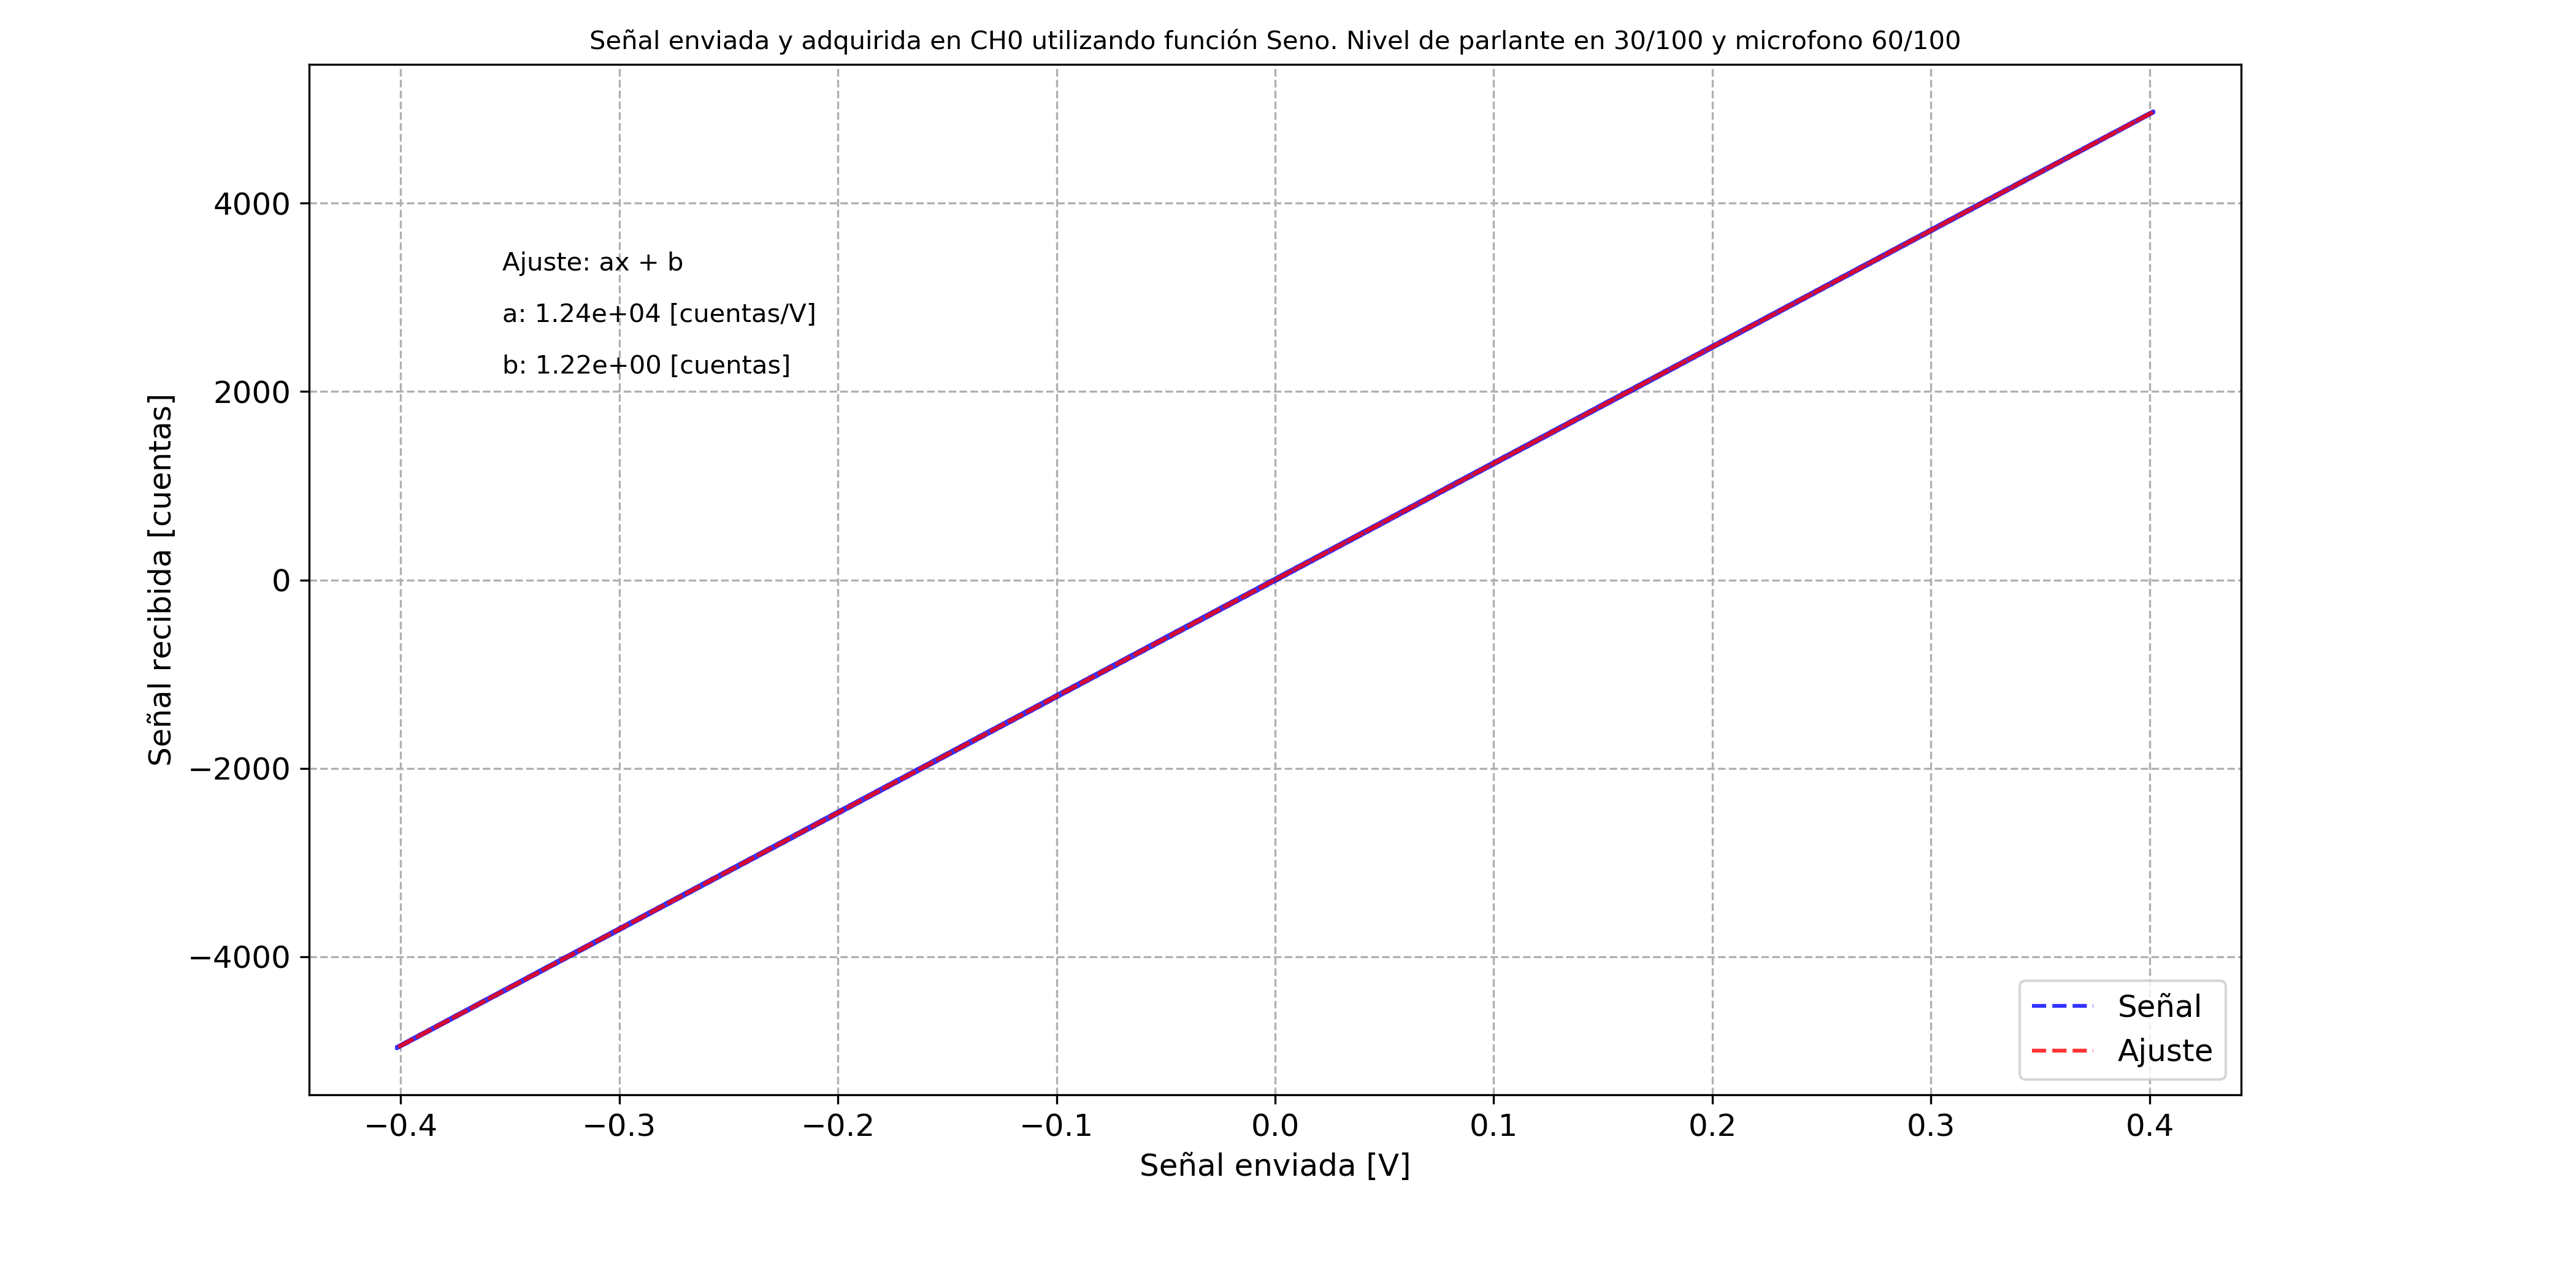 Señal enviada y adquirida en CH0 utilizando función Seno. Nivel de parlante en 30/100 y microfono 60/100
Señal recibida [cuentas]
4000
2000
0
−2000
−4000
Ajuste: ax + b
a: 1.24e+04 [cuentas/V]
b: 1.22e+00 [cuentas]
Señal
Ajuste
−0.4 −0.3 −0.2 −0.1 0.0 0.1 0.2 0.3 0.4
Señal enviada [V]